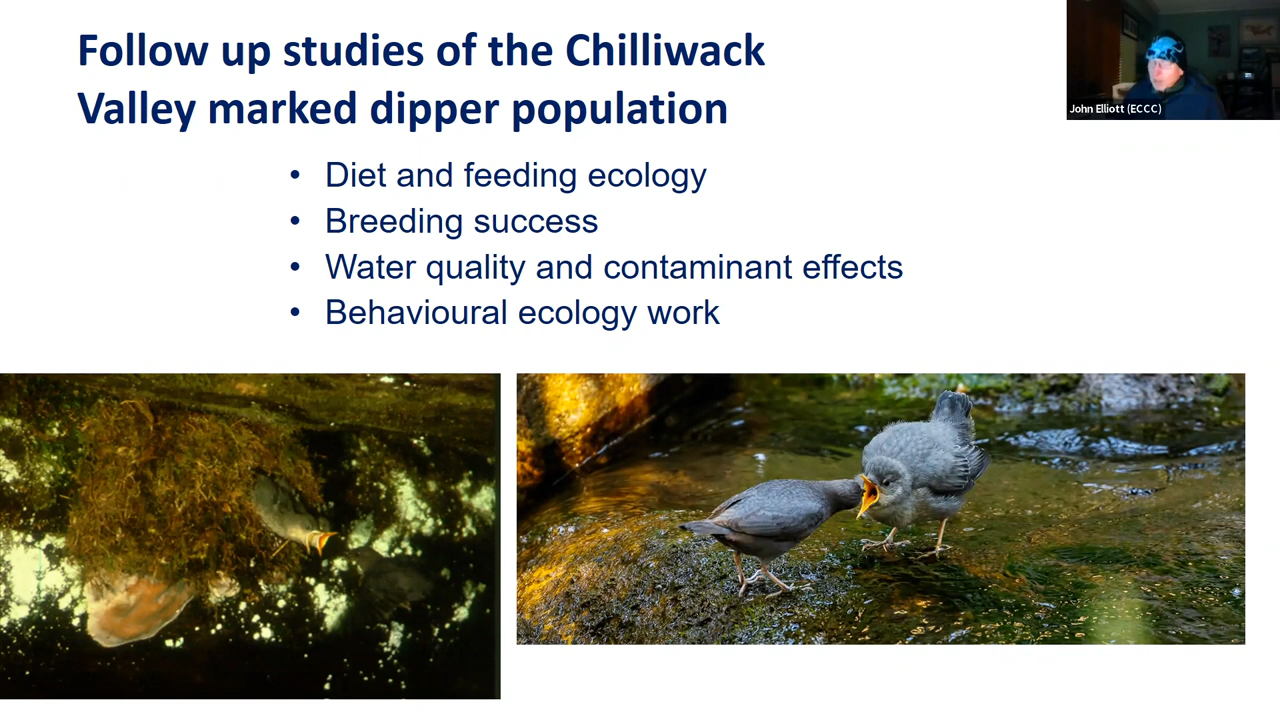 Follow up studies of the Chilliwack
Valley marked dipper population
John Elliott (ECCC)
• Diet and feeding ecology
• Breeding success
• Water quality and contaminant effects
• Behavioural ecology work